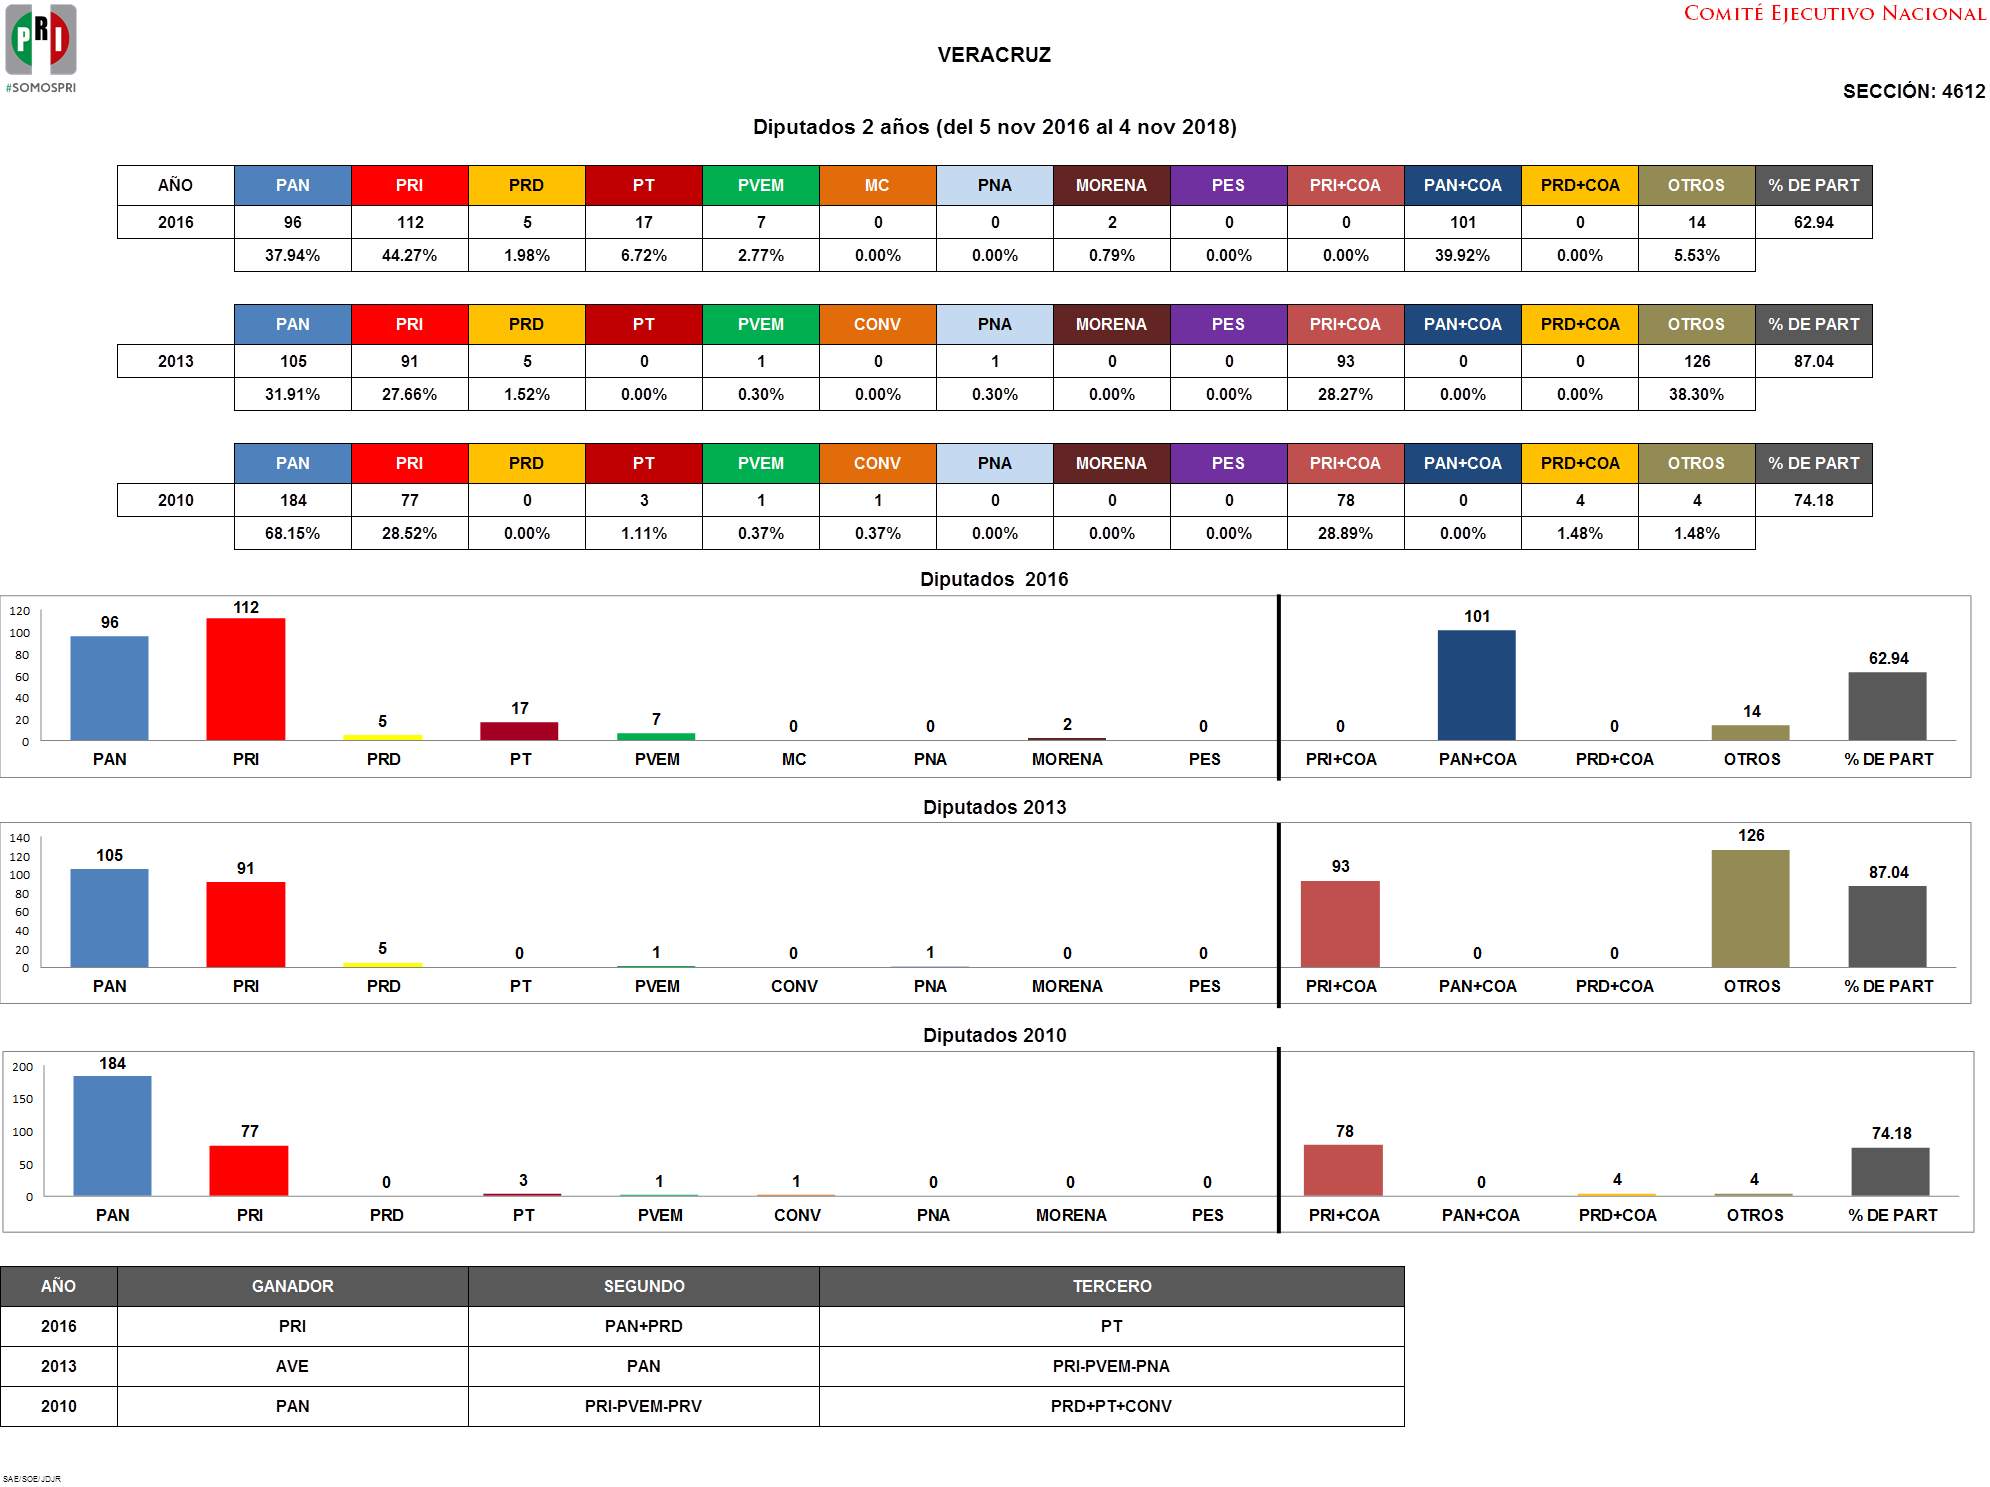 COMITÉ EJECUTIVO NACIONAL
PRI
#SOMOSPRI
VERACRUZ
SECCIÓN: 4612
Diputados 2 años (del 5 nov 2016 al 4 nov 2018)
AÑO PAN PRI PRD PT PVEM MC PNA MORENA PES PRI+COA PAN+COA PRD+COA OTROS % DE PART
2016 96 112 5 17 7 0 0 2 0 0 101 0 14 62.94
37.94% 44.27% 1.98% 6.72% 2.77% 0.00% 0.00% 0.79% 0.00% 0.00% 39.92% 0.00% 5.53%
PAN PRI PRD PT PVEM CONV PNA MORENA PES PRI+COA PAN+COA PRD+COA OTROS % DE PART
2013 105 91 5 0 1 0 1 0 0 93 0 0 126 87.04
31.91% 27.66% 1.52% 0.00% 0.30% 0.00% 0.30% 0.00% 0.00% 28.27% 0.00% 0.00% 38.30%
PAN PRI PRD PT PVEM CONV PNA MORENA PES PRI+COA PAN+COA PRD+COA OTROS % DE PART
2010 184 77 0 3 1 1 0 0 0 78 0 4 4 74.18
68.15% 28.52% 0.00% 1.11% 0.37% 0.37% 0.00% 0.00% 0.00% 28.89% 0.00% 1.48% 1.48%
Diputados 2016
120
100
80
60
40
20
0
96 112 5 17 7 0 0 2 0 0 101 0 14 62.94
PAN PRI PRD PT PVEM MC PNA MORENA PES PRI+COA PAN+COA PRD+COA OTROS % DE PART
Diputados 2013
140
120
100
80
60
40
20
0
105 91 5 0 1 0 1 0 0 93 0 0 126 87.04
PAN PRI PRD PT PVEM CONV PNA MORENA PES PRI+COA PAN+COA PRD+COA OTROS % DE PART
Diputados 2010
200
150
100
50
0
184 77 0 3 1 1 0 0 0 78 0 4 4 74.18
PAN PRI PRD PT PVEM CONV PNA MORENA PES PRI+COA PAN+COA PRD+COA OTROS % DE PART
AÑO GANADOR SEGUNDO TERCERO
2016 PRI PAN+PRD PT
2013 AVE PAN PRI-PVEM-PNA
2010 PAN PRI-PVEM-PRV PRD+PT+CONV
SAE/SOE/JDJR